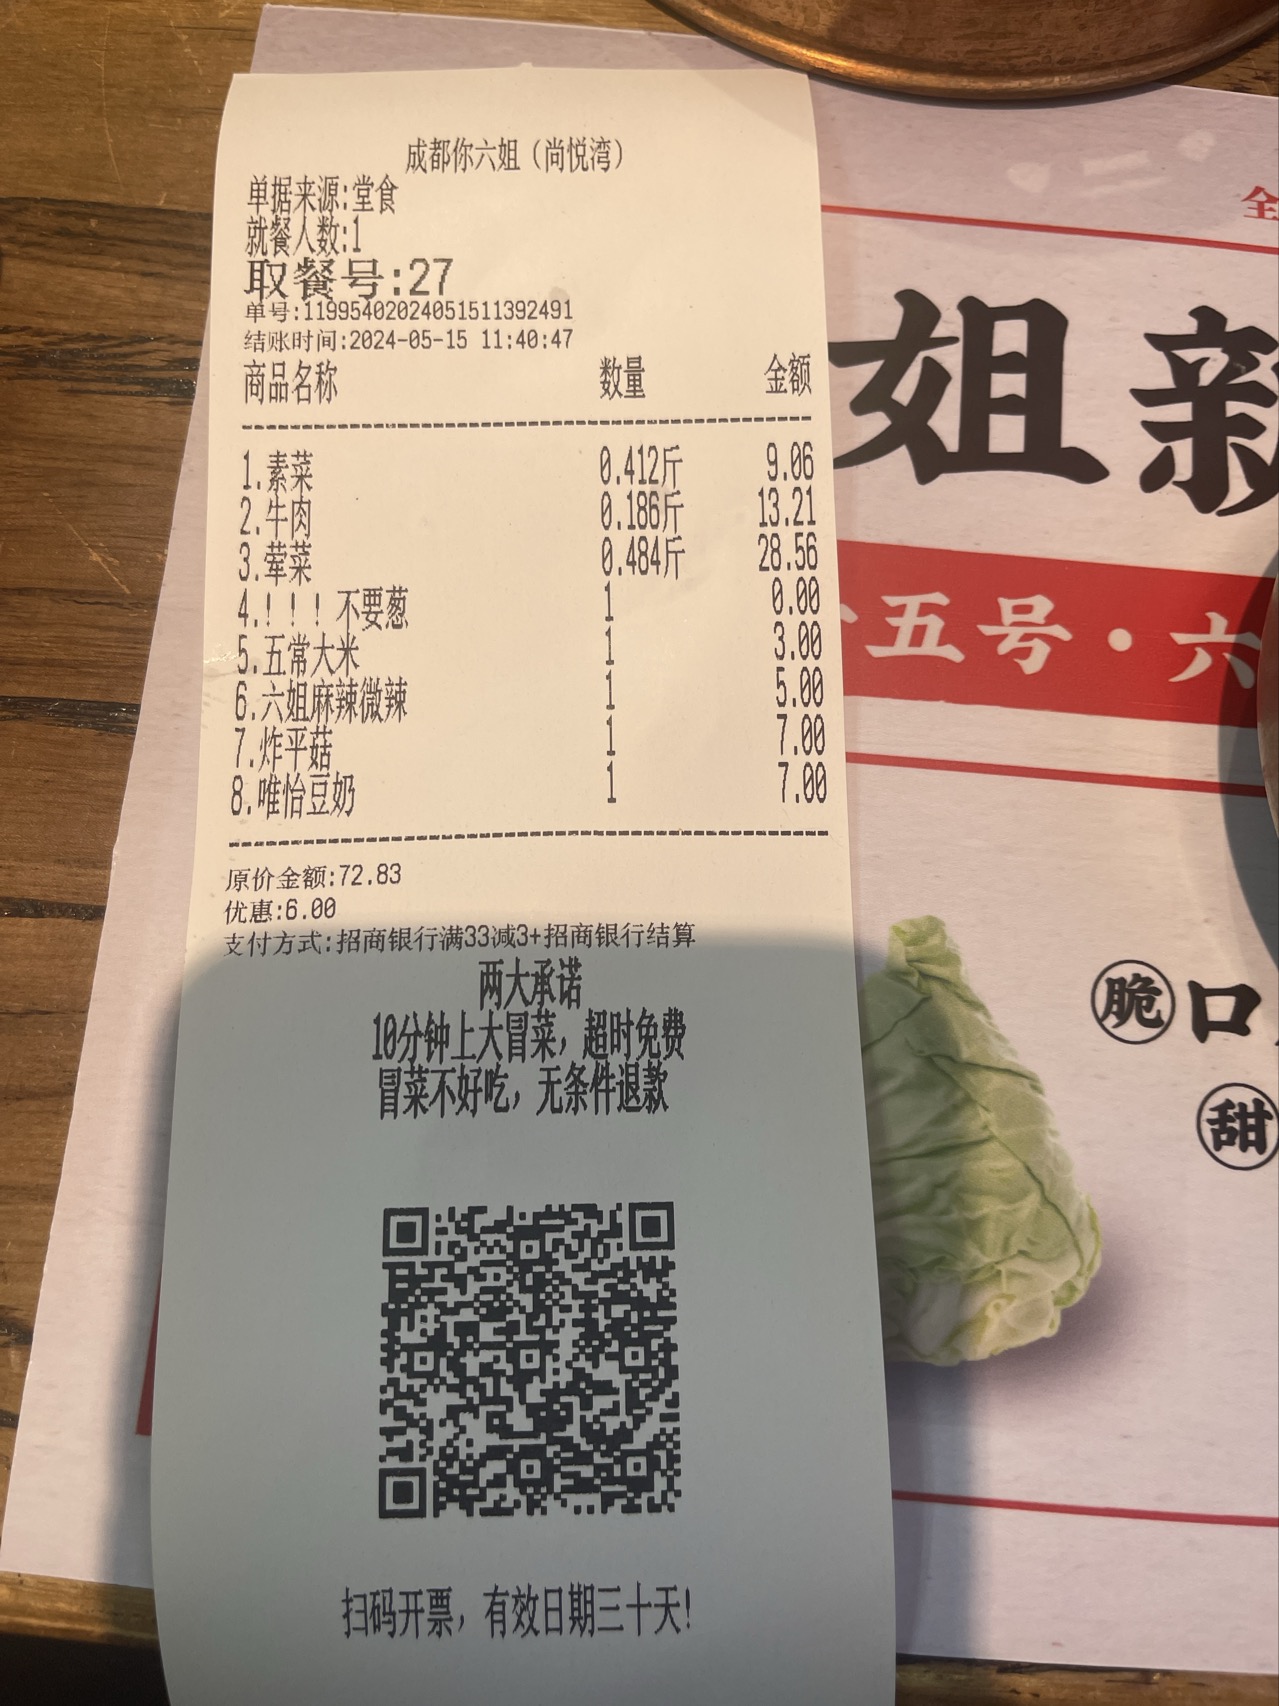 成都你六姐（尚悦湾）
单据来源:堂食
就餐人数:1
取餐号:27
单号:119954020240515113924​91
结账时间:2024-05-15 11:40:47
商品名称 数量 金额
1.素菜 0.412斤 9.06
2.牛肉 0.186斤 13.21
3.荤菜 0.484斤 28.56
4.！！！不要葱 1 0.00
5.五常大米 1 3.00
6.六姐麻辣微辣 1 5.00
7.炸平菇 1 7.00
8.唯怡豆奶 1 7.00
原价金额:72.83
优惠:6.00
支付方式:招商银行满33减3+招商银行结算
两大承诺
10分钟上大冒菜，超时免费
冒菜不好吃，无条件退款
扫码开票，有效日期三十天!
全
姐新
五号·六
脆口
甜